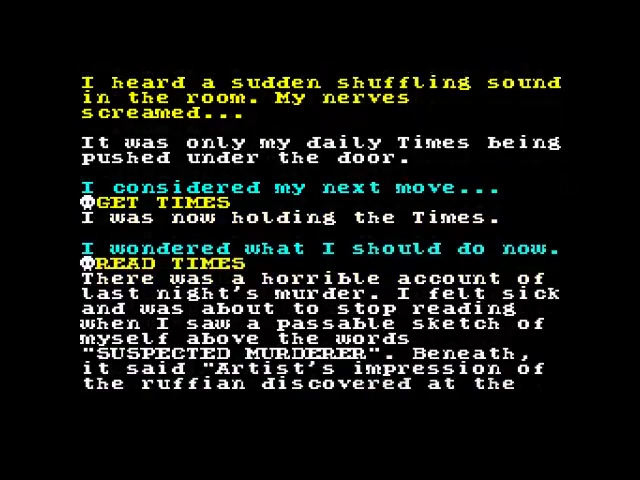 I heard a sudden shuffling sound
in the room. My nerves
screamed...
It was only my daily Times being
pushed under the door.
I considered my next move...
GET TIMES
I was now holding the Times.
I wondered what I should do now.
READ TIMES
There was a horrible account of
last night's murder. I felt sick
and was about to stop reading
when I saw a passable sketch of
myself above the words
"SUSPECTED MURDERER". Beneath,
it said "Artist's impression of
the ruffian discovered at the